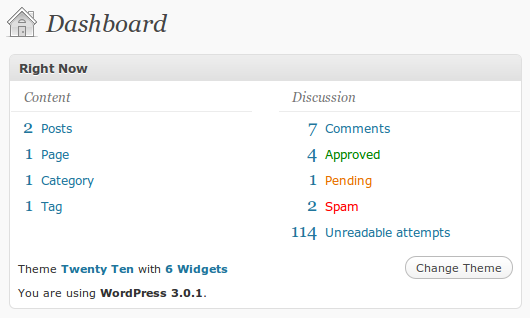 Dashboard
Right Now
Content
2 Posts
1 Page
1 Category
1 Tag
Discussion
7 Comments
4 Approved
1 Pending
2 Spam
114 Unreadable attempts
Theme Twenty Ten with 6 Widgets
Change Theme
You are using WordPress 3.0.1.